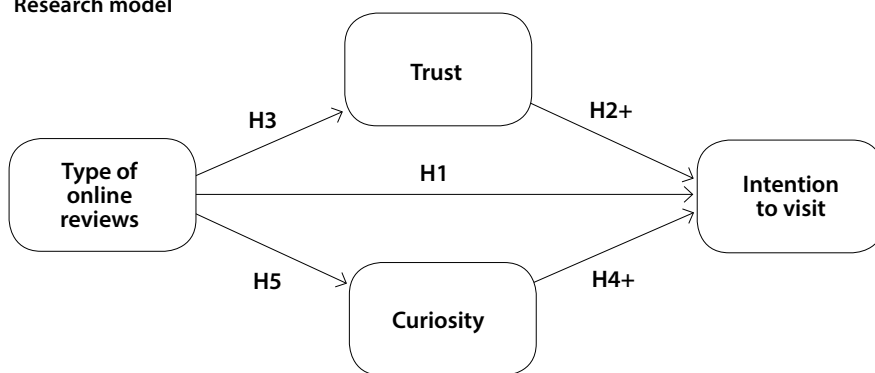 Research model
Trust
H3
H2+
Type of
online
reviews
H1
Intention
to visit
H5
H4+
Curiosity